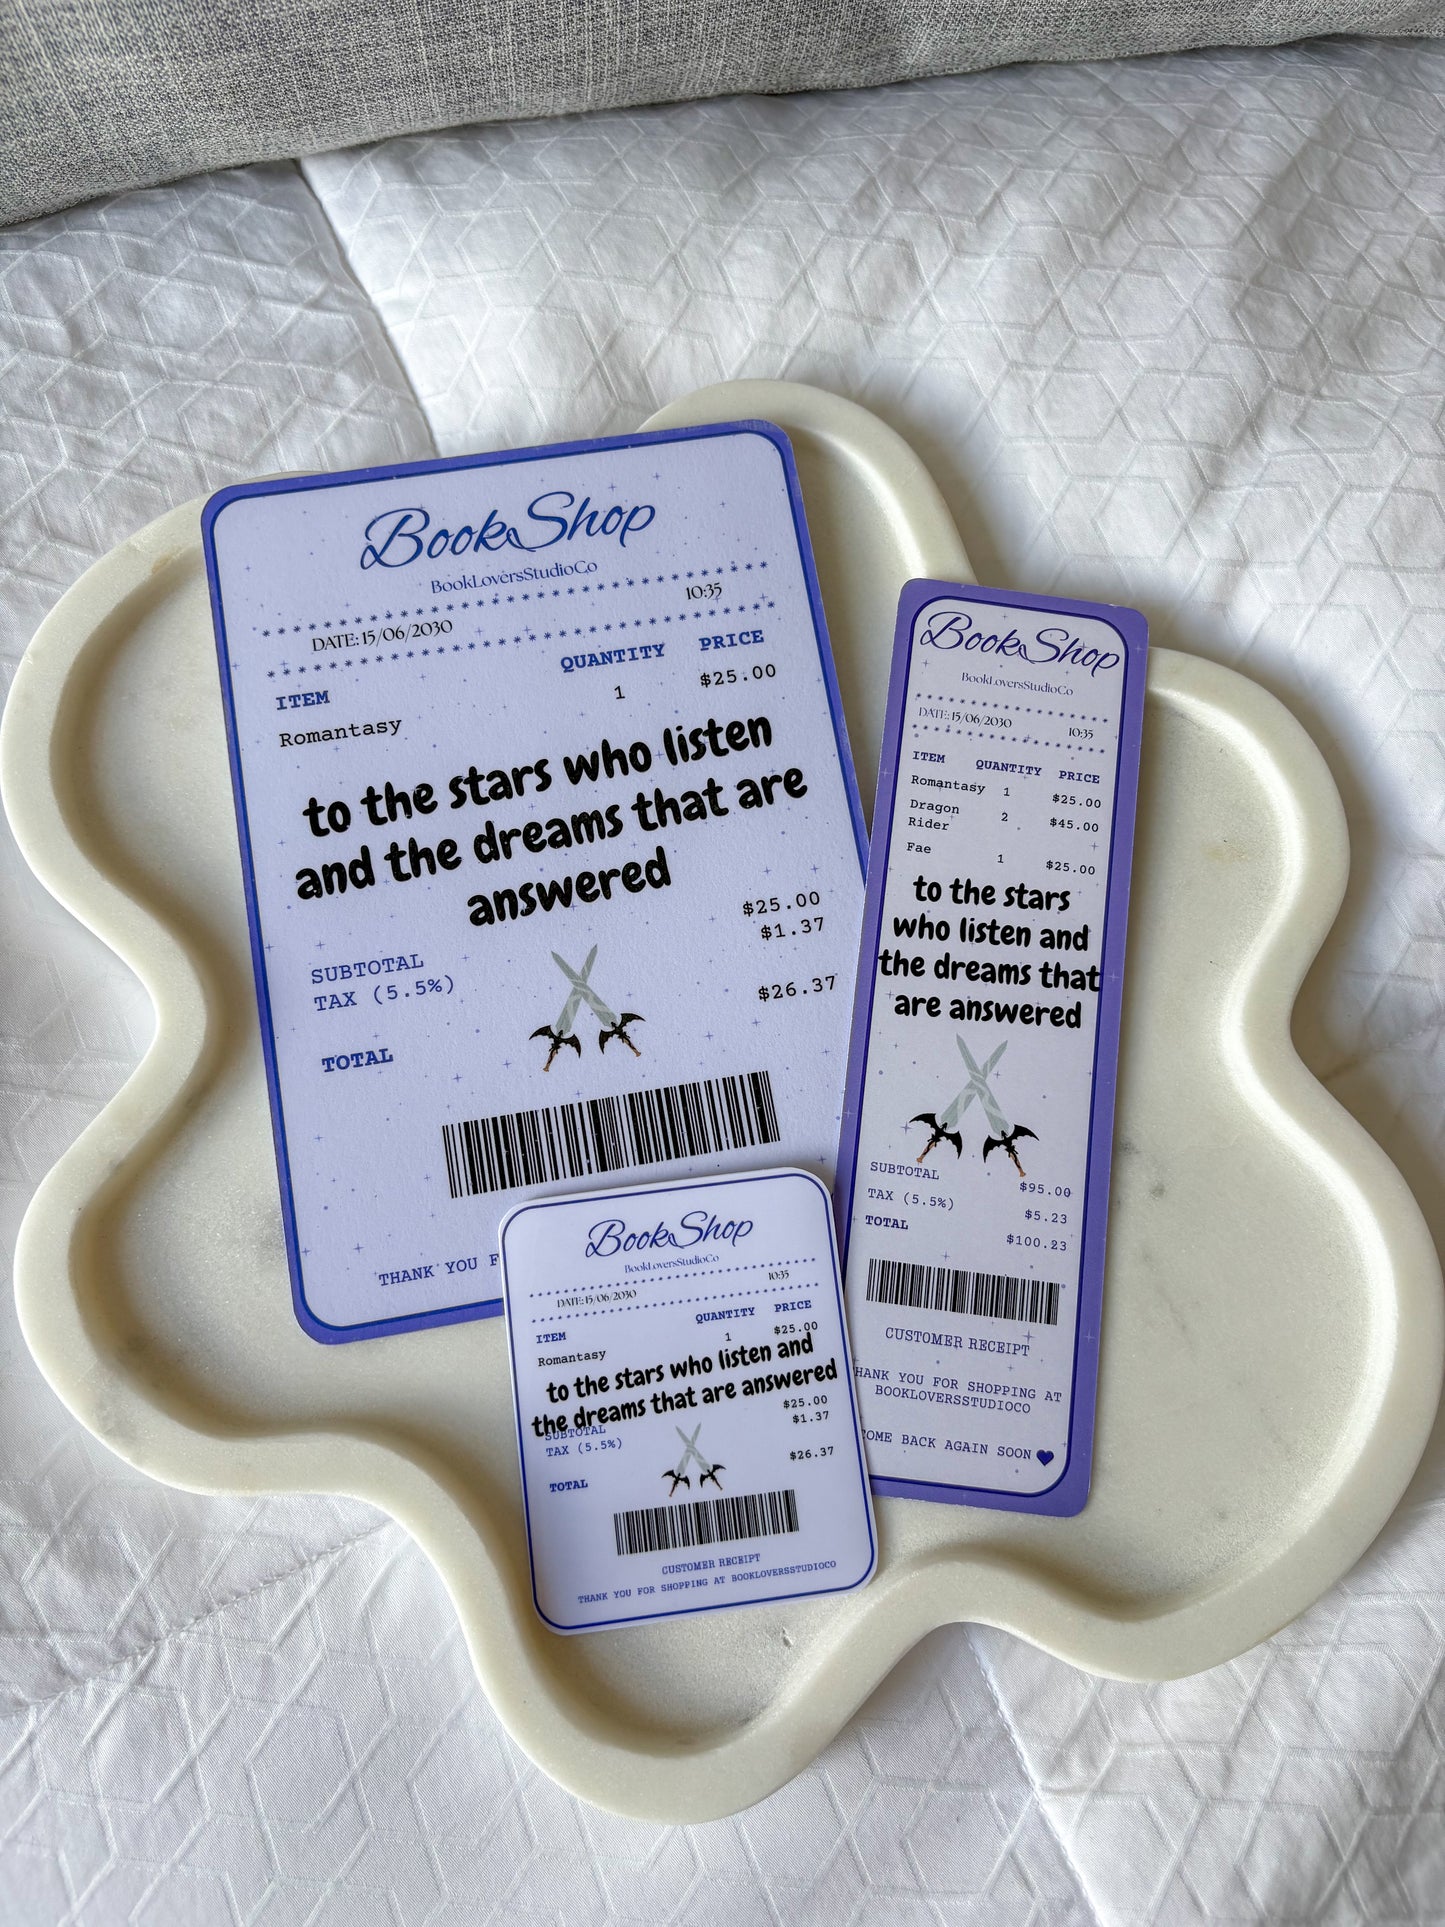 BookShop
BookLoversStudioCo
* * * * * * * * * * * * * * * * * * * * * * * * * * * * * * * * *
DATE: 15/06/2030 10:35
* * * * * * * * * * * * * * * * * * * * * * * * * * * * * * * * *
ITEM QUANTITY PRICE
Romantasy 1 $25.00
to the stars who listen
and the dreams that are
answered
SUBTOTAL $25.00
TAX (5.5%) $1.37
TOTAL $26.37
THANK YOU
BookShop
BookLoversStudioCo
* * * * * * * * * * * * * * * * * * * *
DATE: 15/06/2030 10:35
* * * * * * * * * * * * * * * * * * * *
ITEM QUANTITY PRICE
Romantasy 1 $25.00
Dragon 2 $45.00
Rider
Fae 1 $25.00
to the stars
who listen and
the dreams that
are answered
SUBTOTAL $95.00
TAX (5.5%) $5.23
TOTAL $100.23
CUSTOMER RECEIPT
HANK YOU FOR SHOPPING AT
BOOKLOVERSSTUDIOCO
OME BACK AGAIN SOON
BookShop
BookLoversStudioCo
* * * * * * * * * * * * * * * * * * * * * * * * * * * * * * * * *
DATE: 15/06/2030 10:35
* * * * * * * * * * * * * * * * * * * * * * * * * * * * * * * * *
ITEM QUANTITY PRICE
Romantasy 1 $25.00
to the stars who listen and
the dreams that are answered
SUBTOTAL $25.00
TAX (5.5%) $1.37
TOTAL $26.37
CUSTOMER RECEIPT
THANK YOU FOR SHOPPING AT BOOKLOVERSSTUDIOCO